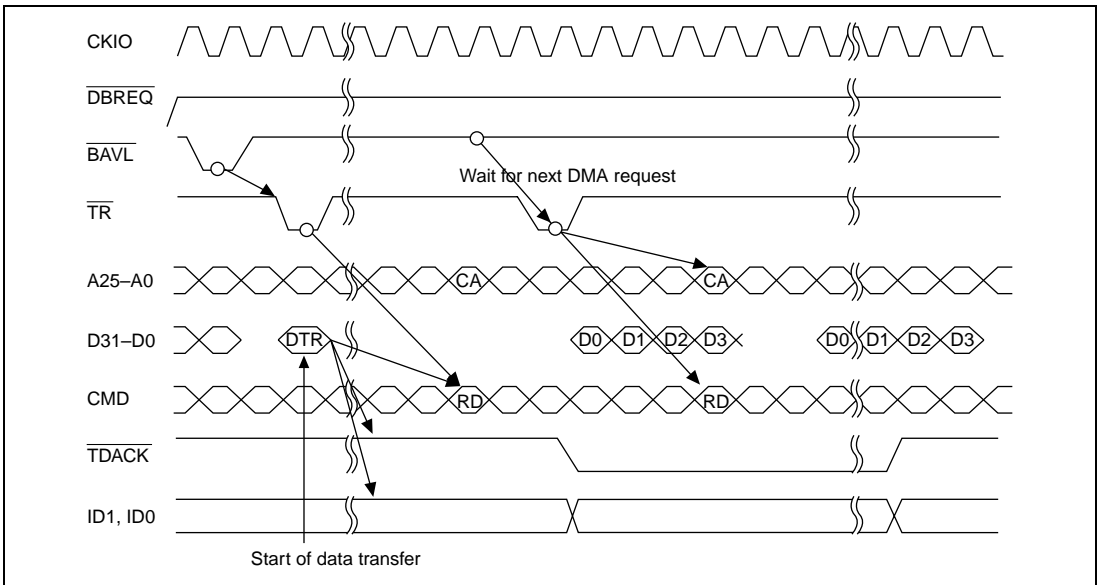 CKIO
DBREQ
BAVL
Wait for next DMA request
TR
A25–A0 CA CA
D31–D0 DTR D0 D1 D2 D3 D0 D1 D2 D3
CMD RD RD
TDACK
ID1, ID0
Start of data transfer